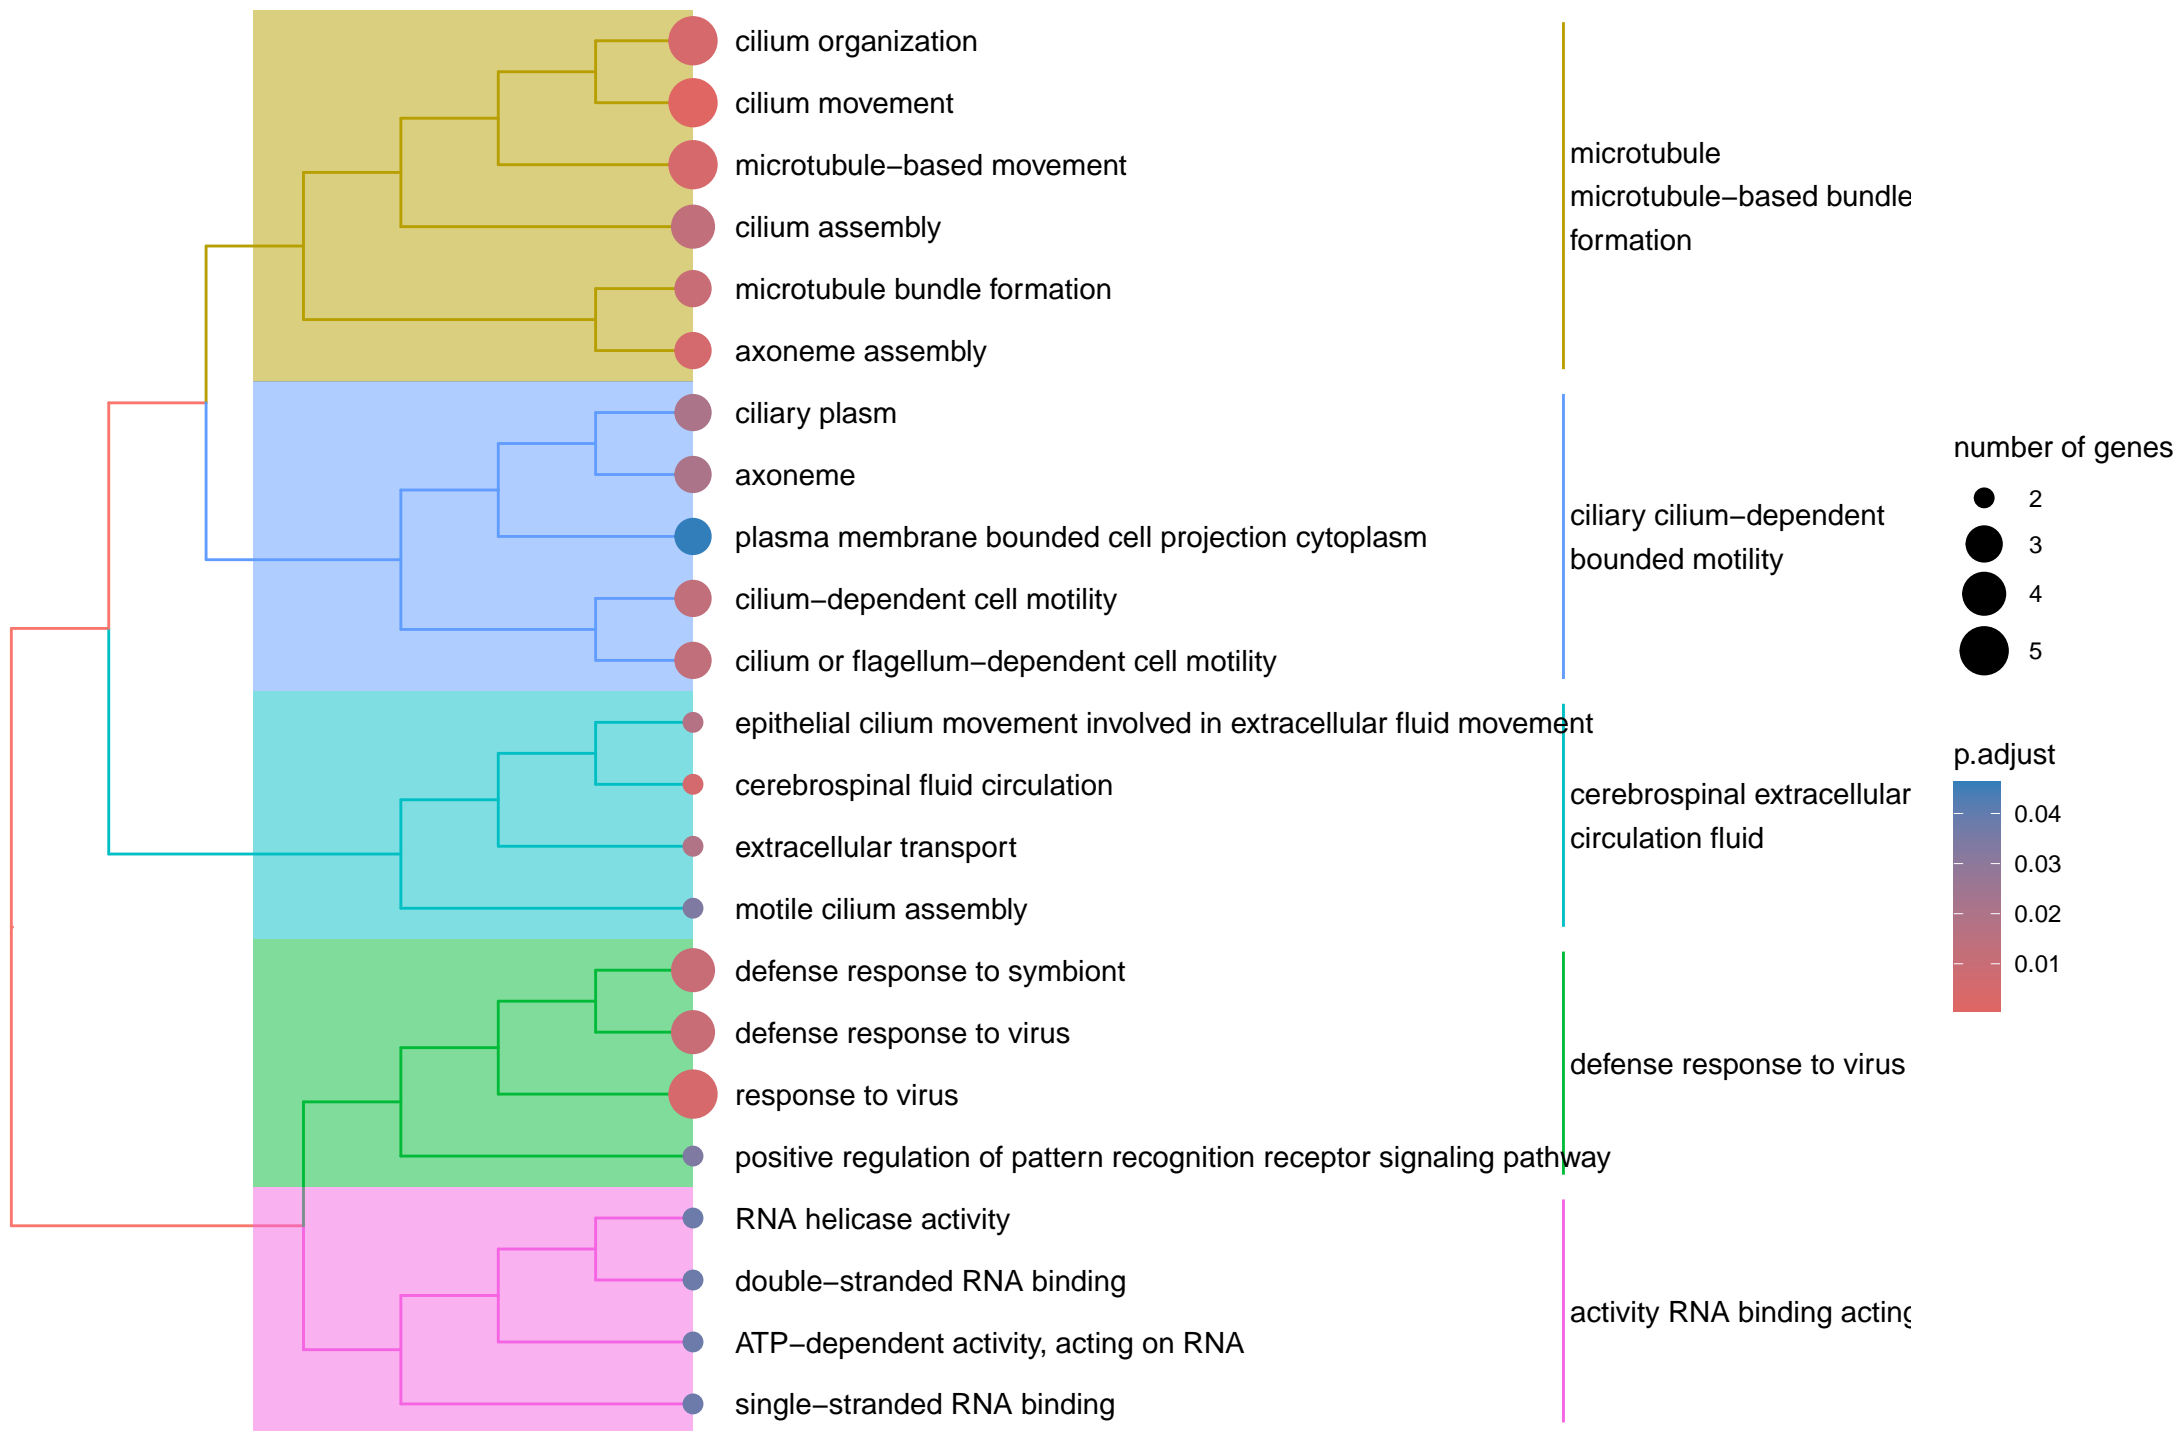 cilium organization
cilium movement
microtubule−based movement
cilium assembly
microtubule bundle formation
axoneme assembly
ciliary plasm
axoneme
plasma membrane bounded cell projection cytoplasm
cilium−dependent cell motility
cilium or flagellum−dependent cell motility
epithelial cilium movement involved in extracellular fluid movement
cerebrospinal fluid circulation
extracellular transport
motile cilium assembly
defense response to symbiont
defense response to virus
response to virus
positive regulation of pattern recognition receptor signaling pathway
RNA helicase activity
double−stranded RNA binding
ATP−dependent activity, acting on RNA
single−stranded RNA binding
microtubule
microtubule−based bundle
formation
ciliary cilium−dependent
bounded motility
cerebrospinal extracellular
circulation fluid
defense response to virus
activity RNA binding acting
number of genes
2
3
4
5
p.adjust
0.04
0.03
0.02
0.01